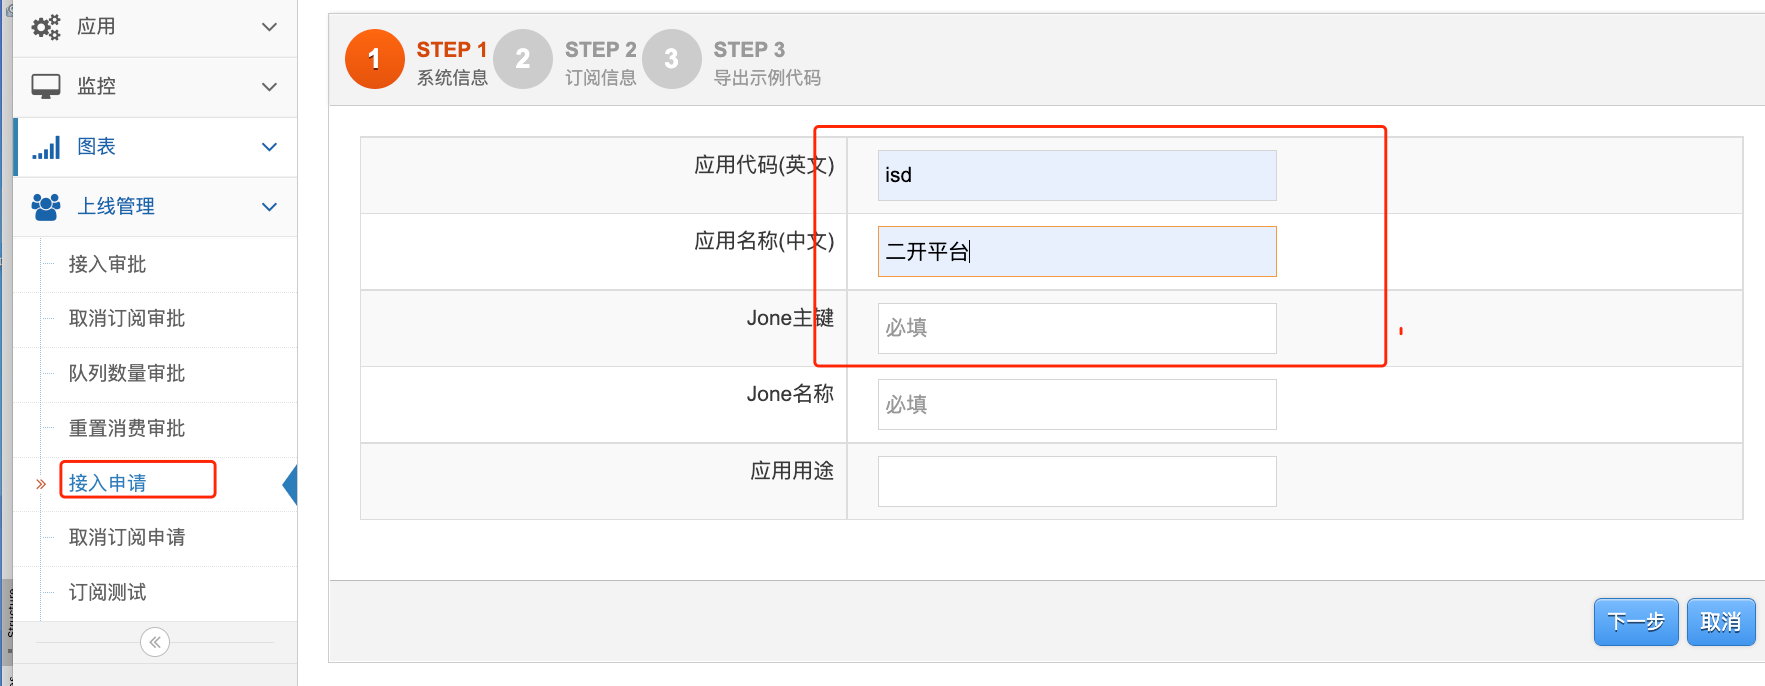 应用
监控
图表
上线管理
接入审批
取消订阅审批
队列数量审批
重置消费审批
接入申请
取消订阅申请
订阅测试
Structure
1
STEP 1
系统信息
2
STEP 2
订阅信息
3
STEP 3
导出示例代码
应用代码(英文)
isd
应用名称(中文)
二开平台
Jone主键
必填
Jone名称
必填
应用用途
下一步
取消